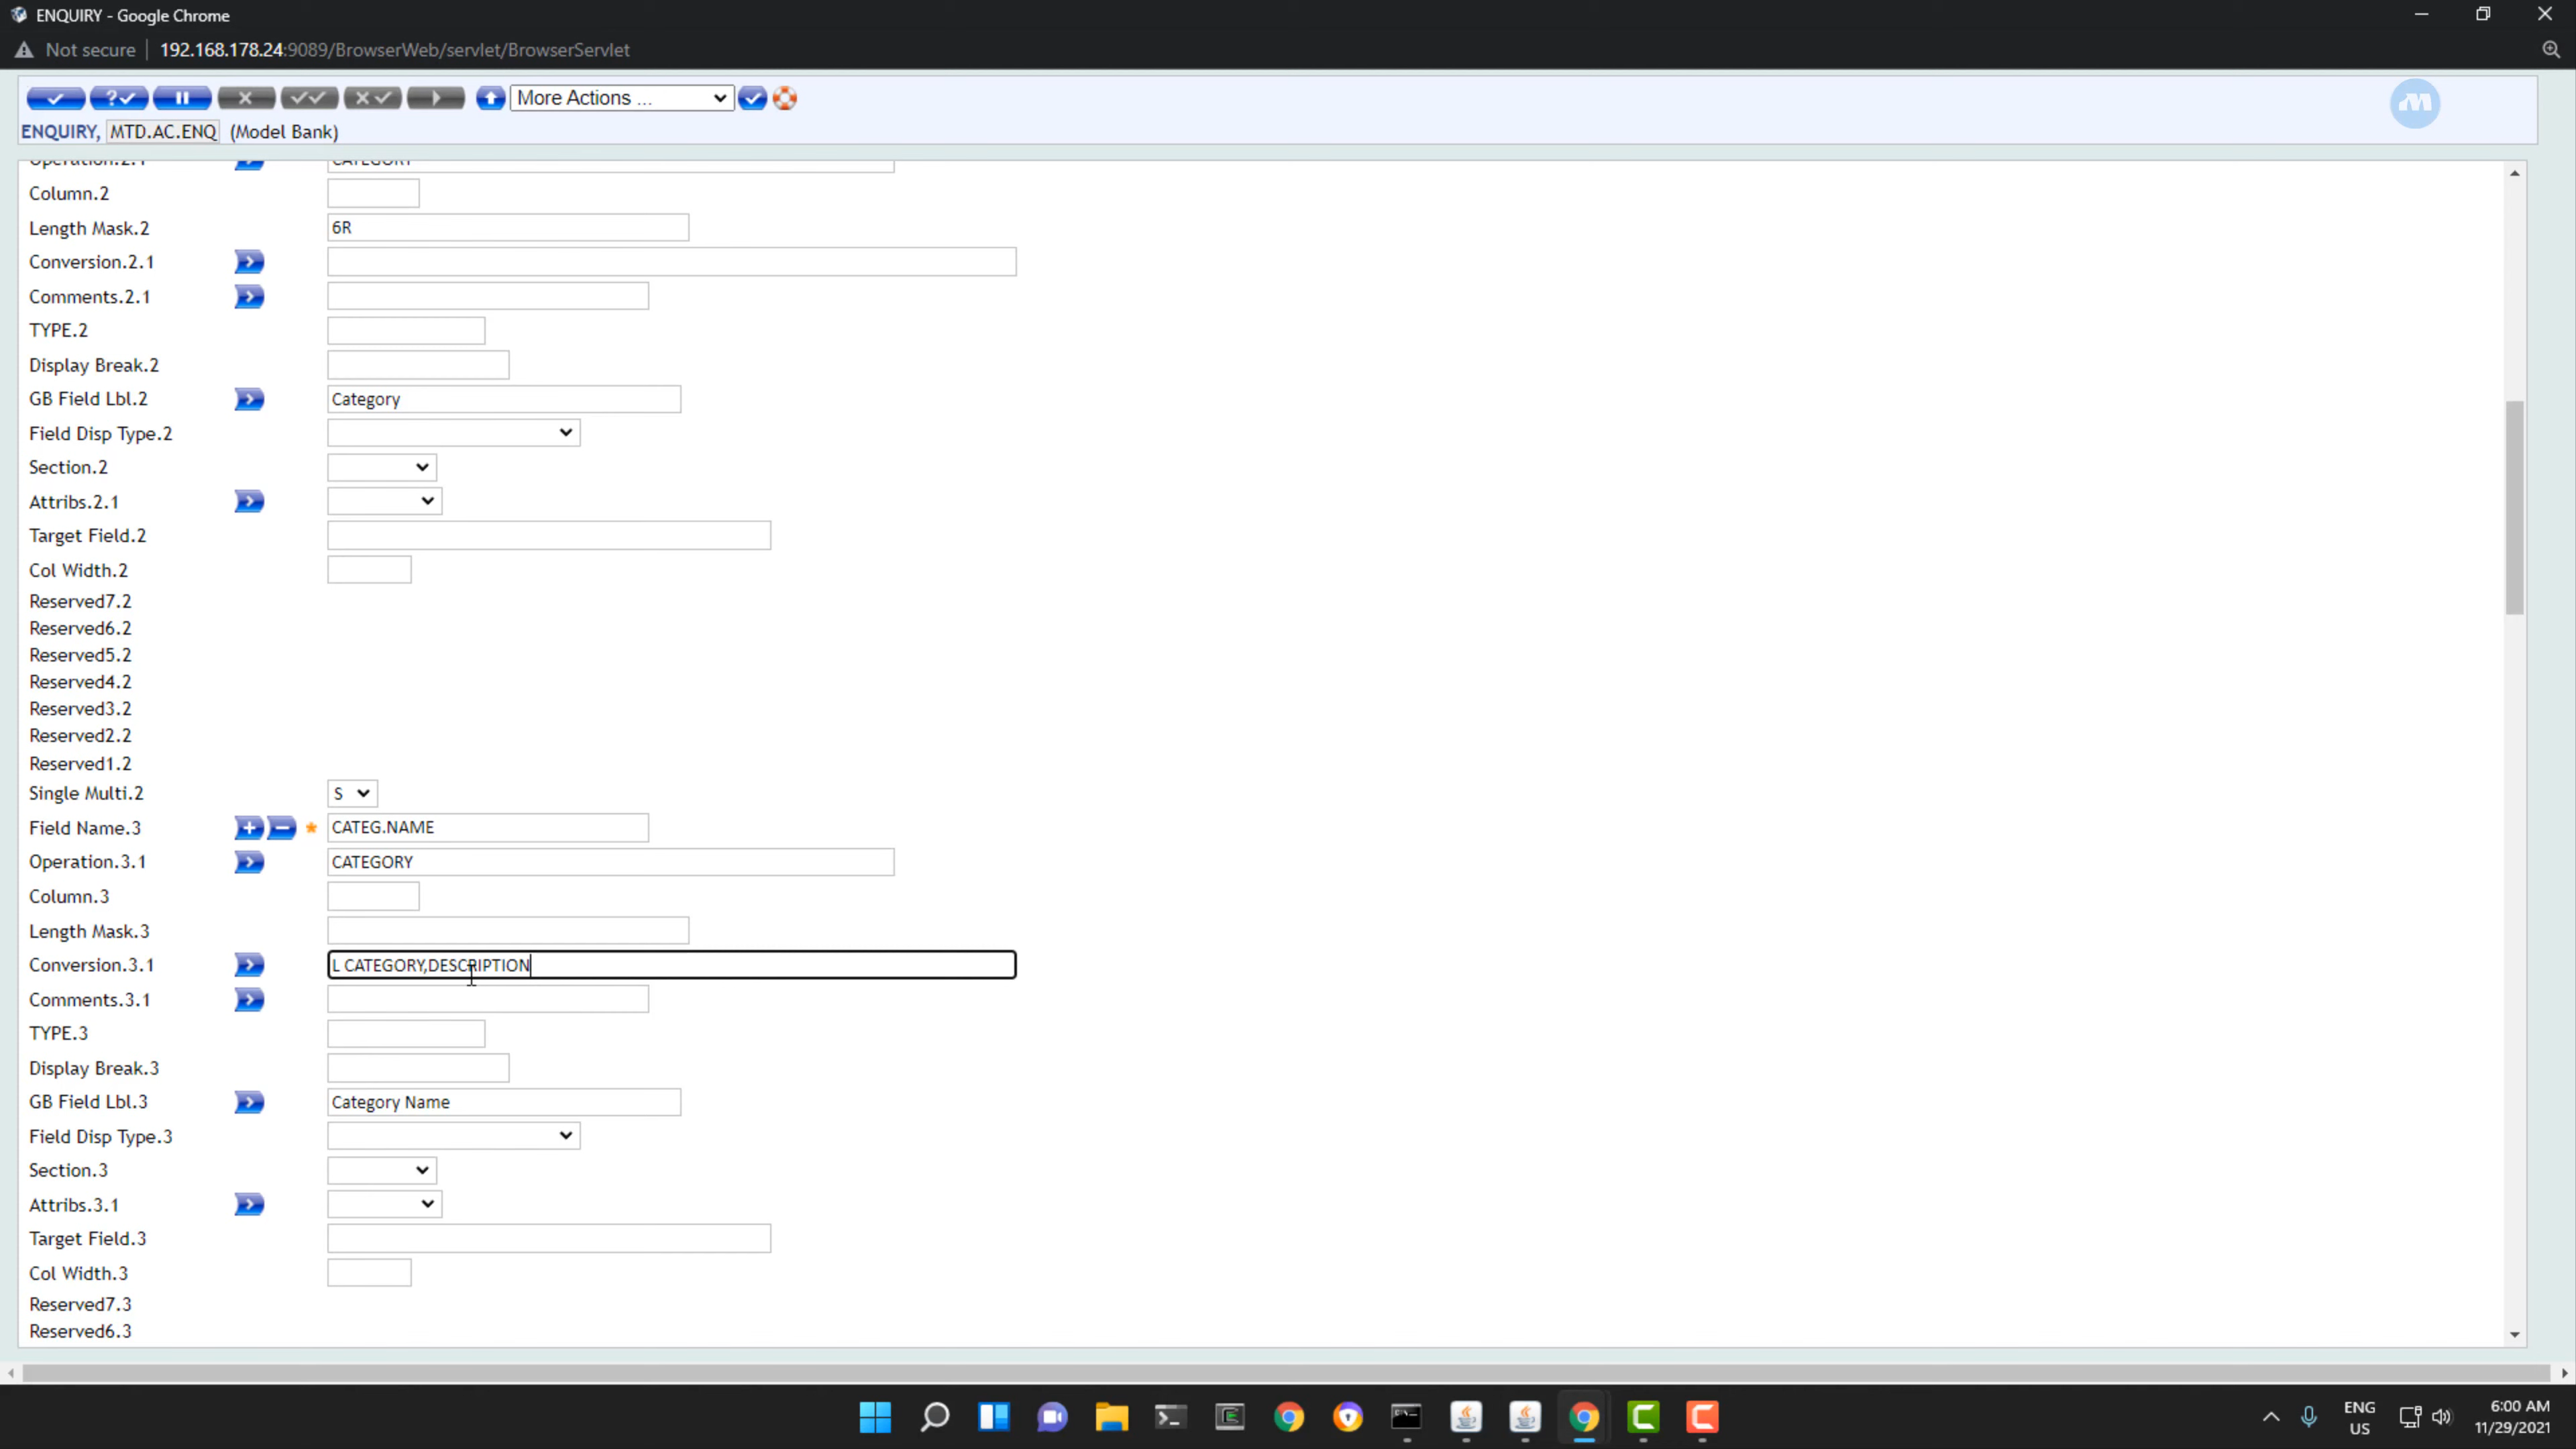 ENQUIRY - Google Chrome
Not secure 192.168.178.24:9089/BrowserWeb/servlet/BrowserServlet
More Actions ...
ENQUIRY, MTD.AC.ENQ (Model Bank)
Operation.2.1 CATEGORY
Column.2
Length Mask.2 6R
Conversion.2.1
Comments.2.1
TYPE.2
Display Break.2
GB Field Lbl.2 Category
Field Disp Type.2
Section.2
Attribs.2.1
Target Field.2
Col Width.2
Reserved7.2
Reserved6.2
Reserved5.2
Reserved4.2
Reserved3.2
Reserved2.2
Reserved1.2
Single Multi.2 S
Field Name.3 CATEG.NAME
Operation.3.1 CATEGORY
Column.3
Length Mask.3
Conversion.3.1 L CATEGORY,DESCRIPTION
Comments.3.1
TYPE.3
Display Break.3
GB Field Lbl.3 Category Name
Field Disp Type.3
Section.3
Attribs.3.1
Target Field.3
Col Width.3
Reserved7.3
Reserved6.3
ENG
US
6:00 AM
11/29/2021